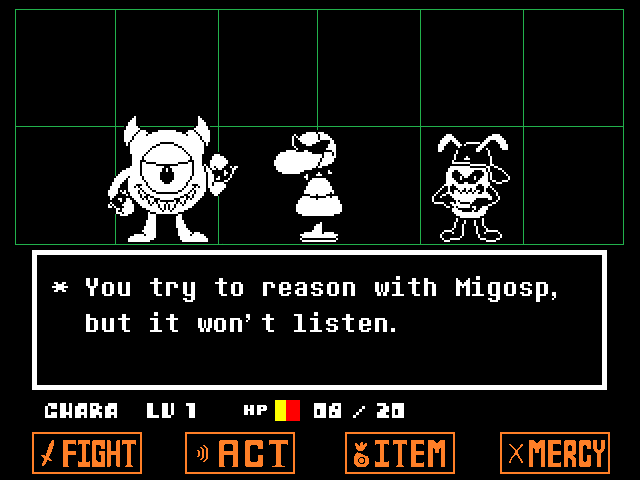 * You try to reason with Migosp,
but it won't listen.
CHARA LV 1 HP 08 / 20
FIGHT ACT ITEM MERCY